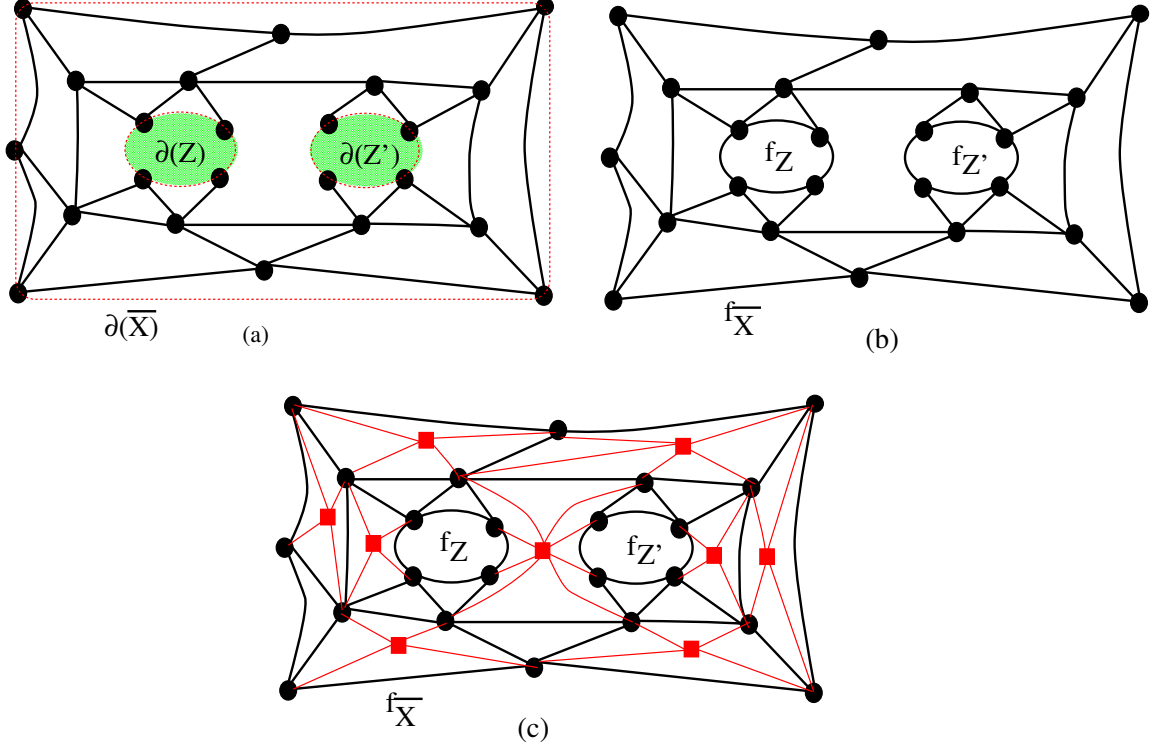 ∂(Z) ∂(Z')
∂(X̅) (a)
f_Z f_Z'
f_X̅ (b)
f_Z f_Z'
f_X̅ (c)